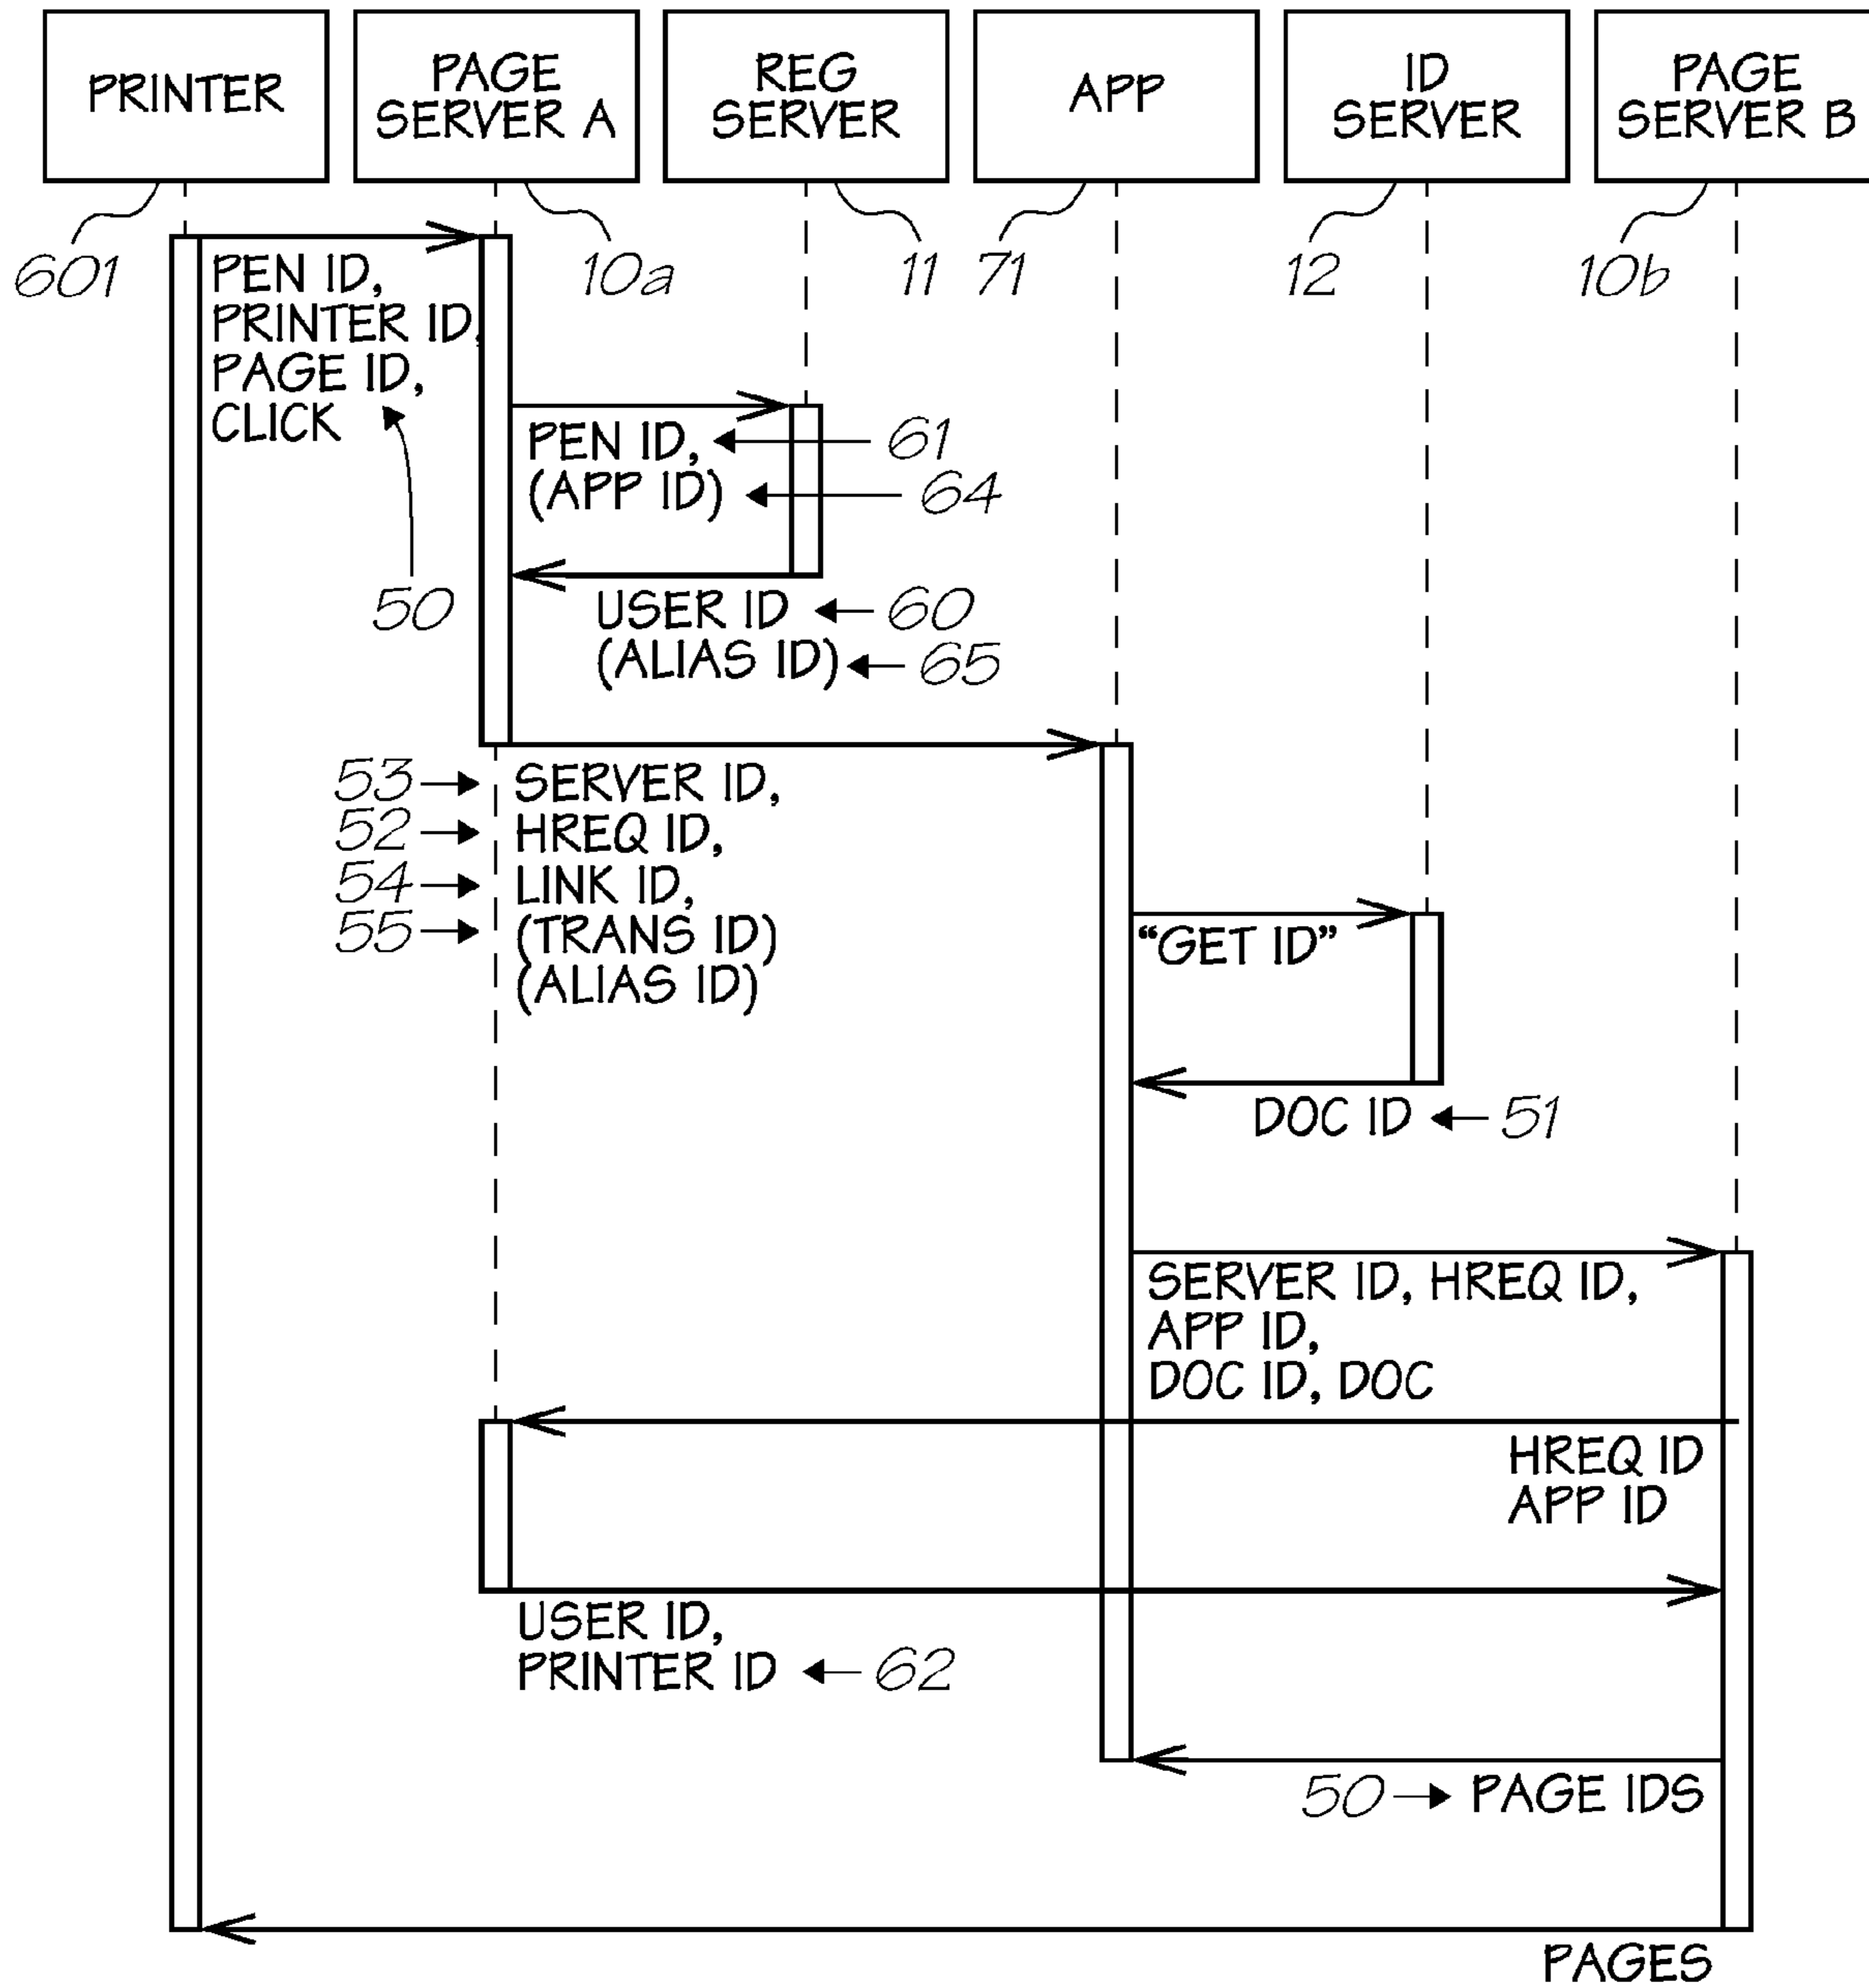 PRINTER
PAGE
SERVER A
REG
SERVER
APP
ID
SERVER
PAGE
SERVER B
601
10a
11
71
12
10b
PEN ID,
PRINTER ID,
PAGE ID,
CLICK
50
PEN ID,
61
(APP ID)
64
USER ID
60
(ALIAS ID)
65
53
SERVER ID,
52
HREQ ID,
54
LINK ID,
55
(TRANS ID)
(ALIAS ID)
“GET ID”
DOC ID
51
SERVER ID, HREQ ID,
APP ID,
DOC ID, DOC
HREQ ID
APP ID
USER ID,
PRINTER ID
62
50
PAGE IDS
PAGES